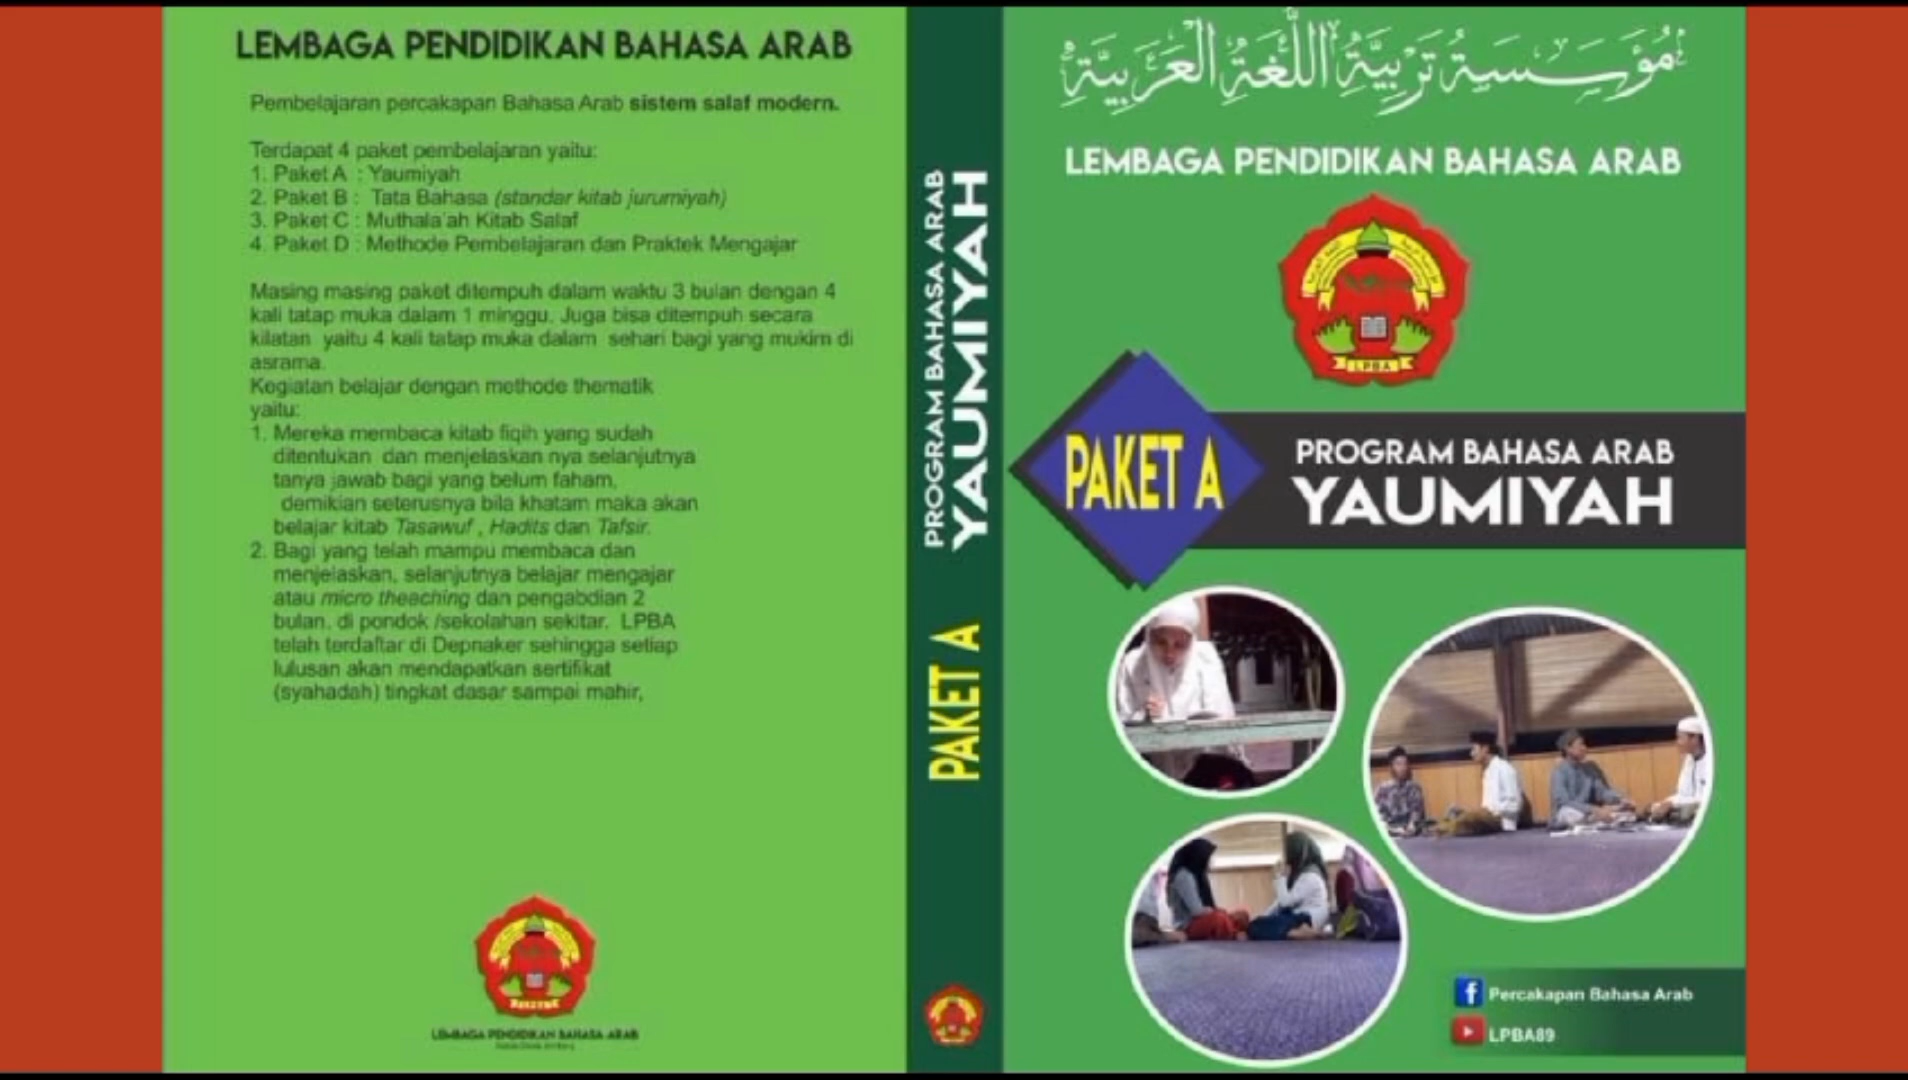 LEMBAGA PENDIDIKAN BAHASA ARAB
Pembelajaran percakapan Bahasa Arab sistem salaf modern.
Terdapat 4 paket pembelajaran yaitu:
1. Paket A : Yaumiyah
2. Paket B : Tata Bahasa (standar kitab jurumiyah)
3. Paket C : Muthala'ah Kitab Salaf
4. Paket D : Methode Pembelajaran dan Praktek Mengajar
Masing masing paket ditempuh dalam waktu 3 bulan dengan 4
kali tatap muka dalam 1 minggu. Juga bisa ditempuh secara
kilatan yaitu 4 kali tatap muka dalam sehari bagi yang mukim di
asrama.
Kegiatan belajar dengan methode thematik
yaitu:
1. Mereka membaca kitab fiqih yang sudah
ditentukan dan menjelaskan nya selanjutnya
tanya jawab bagi yang belum faham,
demikian seterusnya bila khatam maka akan
belajar kitab Tasawuf , Hadits dan Tafsir.
2. Bagi yang telah mampu membaca dan
menjelaskan, selanjutnya belajar mengajar
atau micro theeching dan pengabdian 2
bulan. di pondok /sekolahan sekitar. LPBA
telah terdaftar di Depnaker sehingga setiap
lulusan akan mendapatkan sertifikat
(syahadah) tingkat dasar sampai mahir,
LEMBAGA PENDIDIKAN BAHASA ARAB
PROGRAM BAHASA ARAB
YAUMIYAH
PAKET A
مُؤَسَّسَةُ تَرْبِيَّةُ اللُّغَةُ الْعَرَبِيَّةِ
LEMBAGA PENDIDIKAN BAHASA ARAB
LPBA
PAKET A
PROGRAM BAHASA ARAB
YAUMIYAH
Percakapan Bahasa Arab
LPBA89